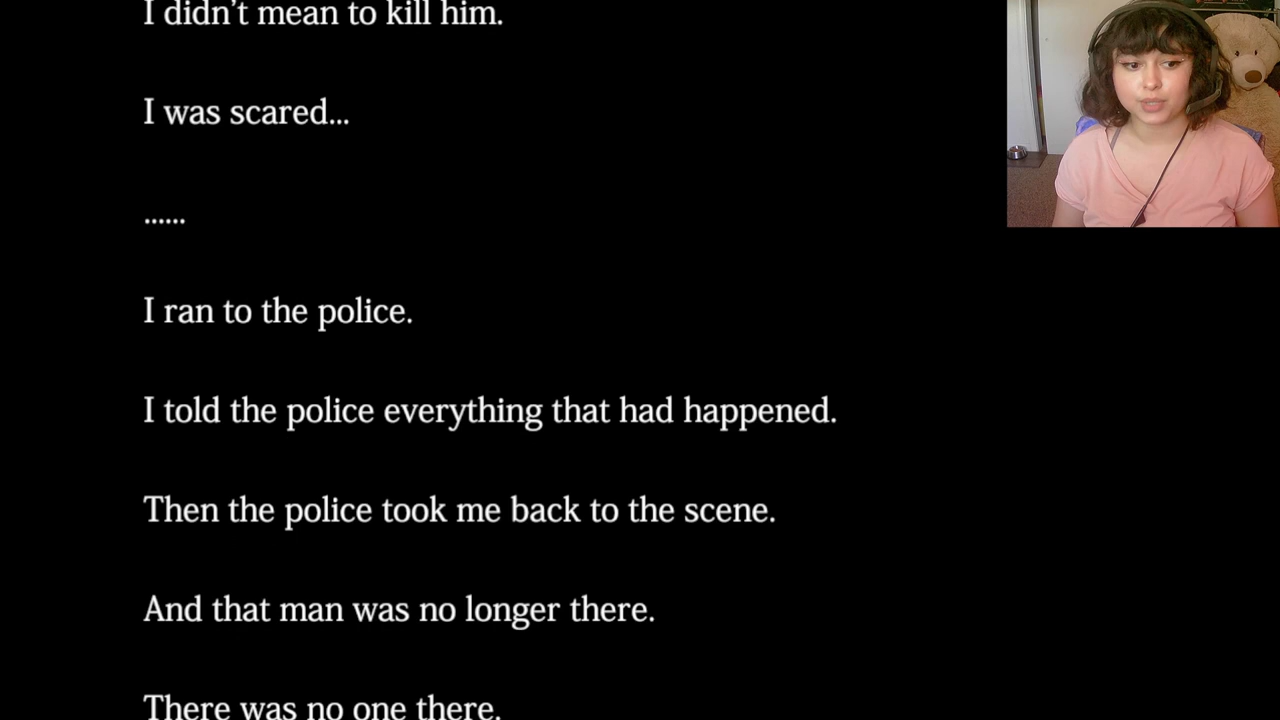 I didn't mean to kill him.
I was scared...
......
I ran to the police.
I told the police everything that had happened.
Then the police took me back to the scene.
And that man was no longer there.
There was no one there.